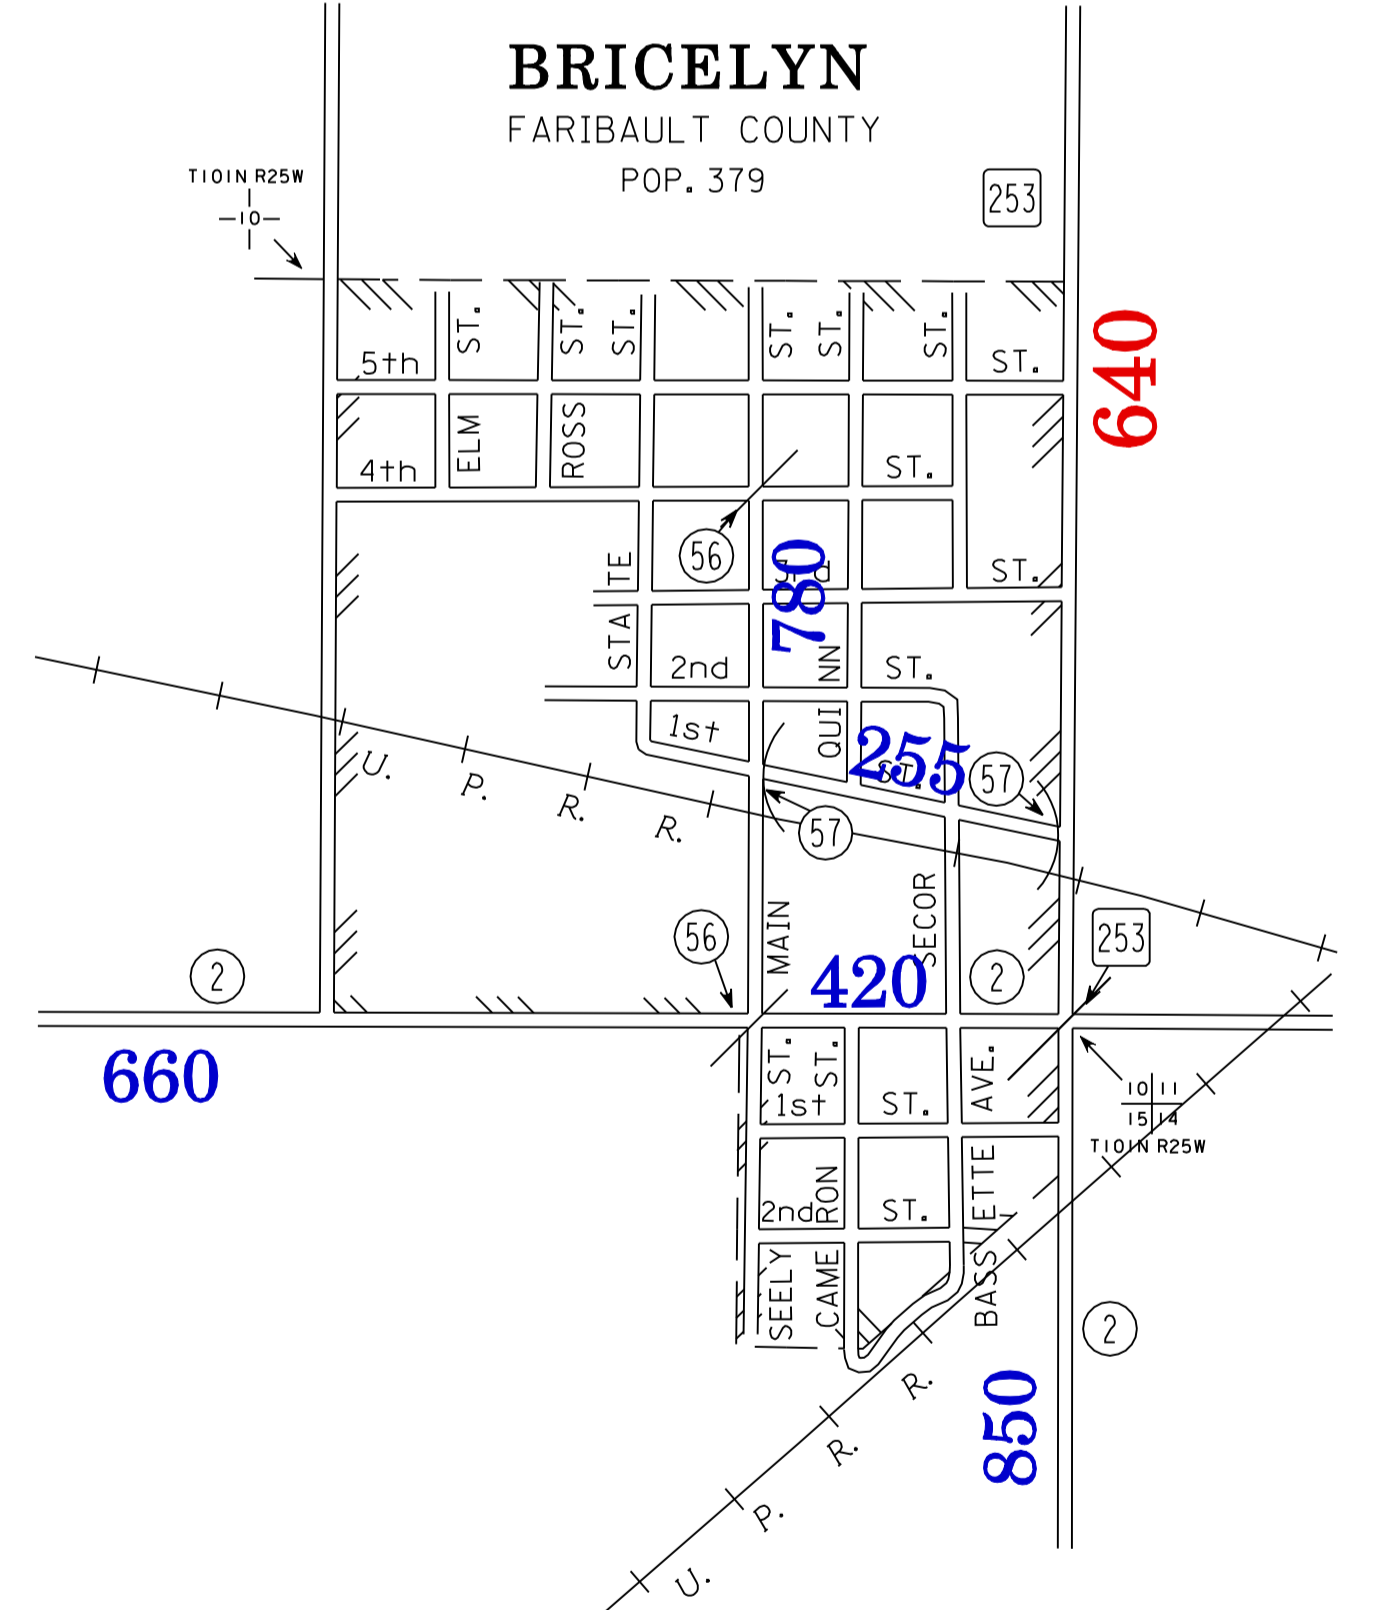 BRICELYN
FARIBAULT COUNTY
POP. 379
T101N R25W
10
253
640
ST.
ST.
ST.
ST.
ST.
ST.
5th
ST.
ELM
ROSS
4th
ST.
56
780
3rd
ST.
STATE
2nd
QUINN
ST.
1st
255
ST.
57
57
U. P. R. R.
MAIN
SECOR
56
2
420
2
253
660
ST.
ST.
AVE.
1st
ST.
10 11
15 14
T101N R25W
2nd
ST.
SEELY
CAMERON
BASSETTE
2
850
U. P. R. R.